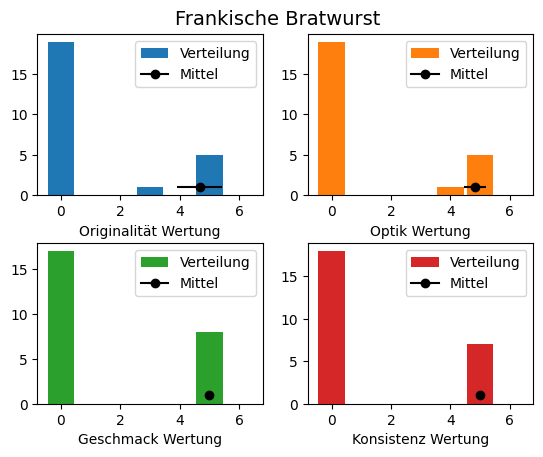 Frankische Bratwurst
Verteilung
Mittel
15
10
5
0
0 2 4 6
Originalität Wertung
Verteilung
Mittel
15
10
5
0
0 2 4 6
Optik Wertung
Verteilung
Mittel
15
10
5
0
0 2 4 6
Geschmack Wertung
Verteilung
Mittel
15
10
5
0
0 2 4 6
Konsistenz Wertung